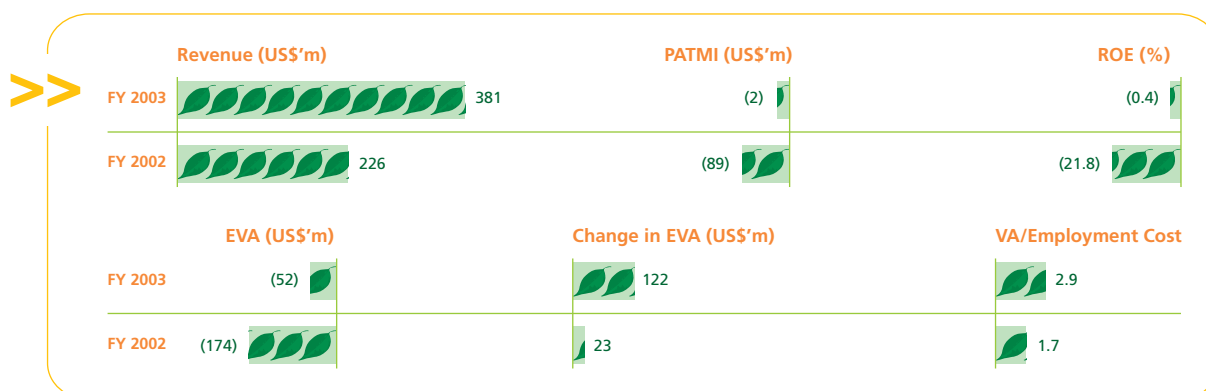 Revenue (US$'m) PATMI (US$'m) ROE (%)
>>
FY 2003 381 (2) (0.4)
FY 2002 226 (89) (21.8)
EVA (US$'m) Change in EVA (US$'m) VA/Employment Cost
FY 2003 (52) 122 2.9
FY 2002 (174) 23 1.7